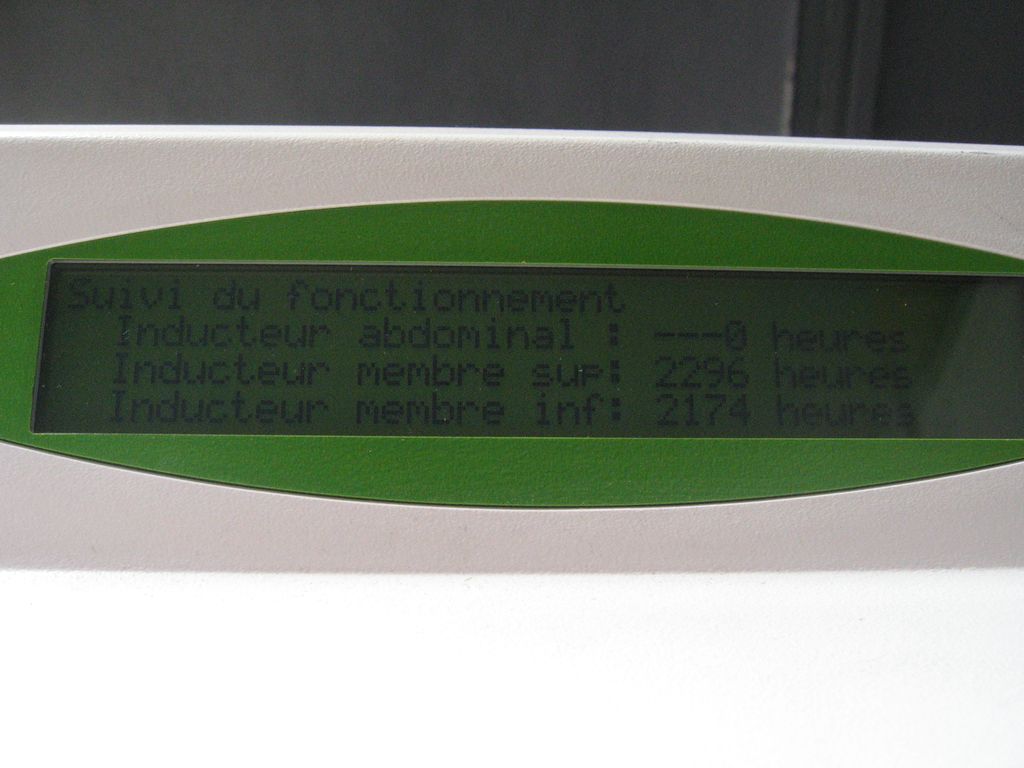 Suivi du fonctionnement
Inducteur abdominal : ---0 heures
Inducteur membre sup: 2296 heures
Inducteur membre inf: 2174 heures